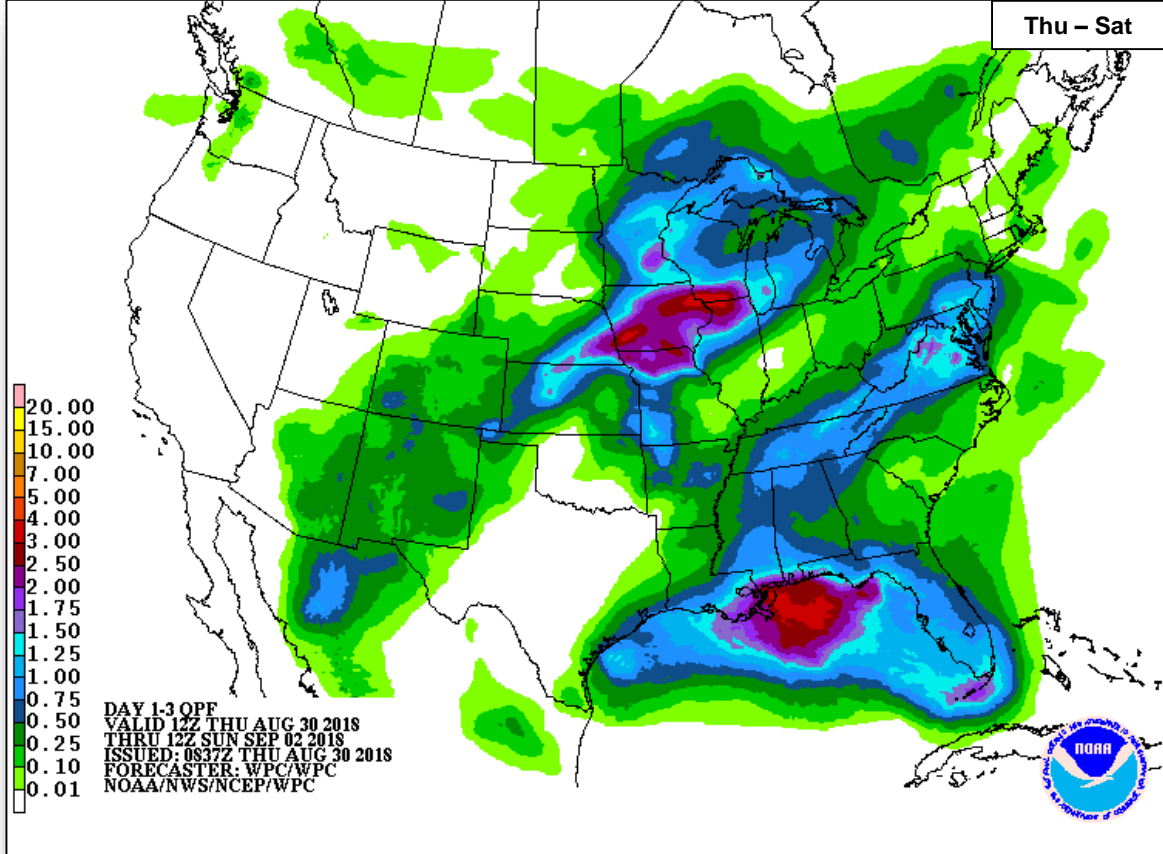 Thu – Sat
20.00
15.00
10.00
7.00
5.00
4.00
3.00
2.50
2.00
1.75
1.50
1.25
1.00
0.75
0.50
0.25
0.10
0.01
DAY 1-3 QPF
VALID 12Z THU AUG 30 2018
THRU 12Z SUN SEP 02 2018
ISSUED: 0837Z THU AUG 30 2018
FORECASTER: WPC/WPC
NOAA/NWS/NCEP/WPC
NOAA